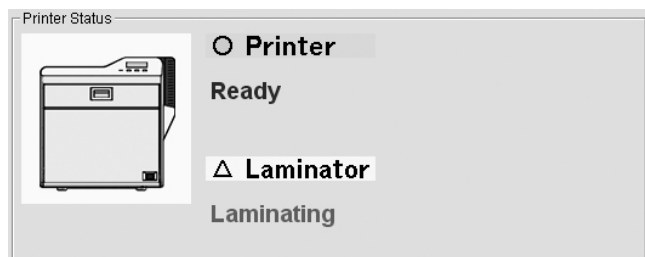 Printer Status
○ Printer
Ready
△ Laminator
Laminating